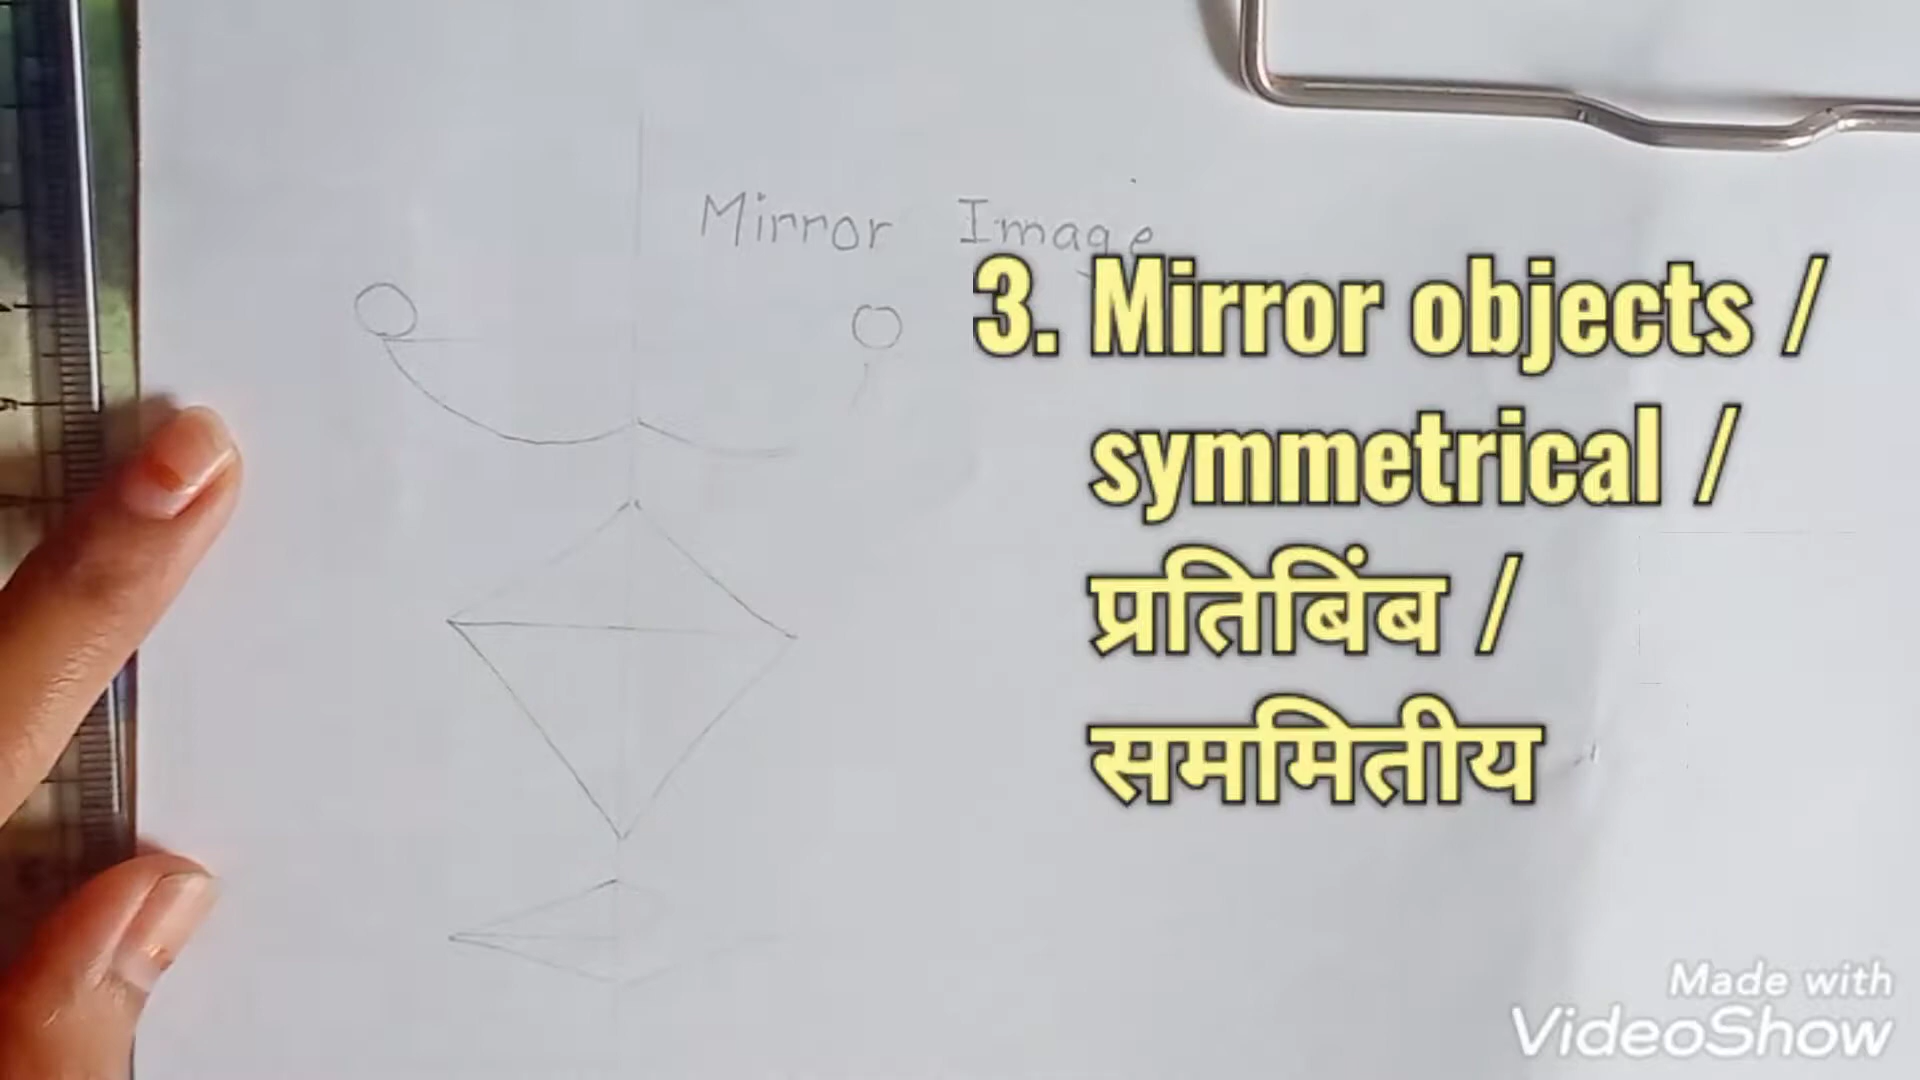 Mirror Image
3. Mirror objects /
symmetrical /
प्रतिबिंब /
सममितीय
Made with
VideoShow